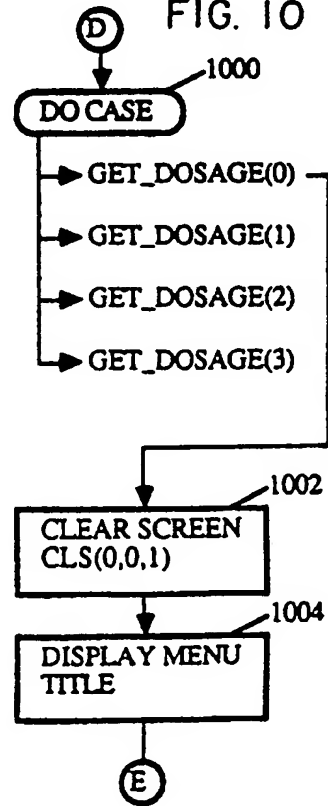 FIG. 10
D
1000
DO CASE
GET_DOSAGE(0)
GET_DOSAGE(1)
GET_DOSAGE(2)
GET_DOSAGE(3)
1002
CLEAR SCREEN
CLS(0,0,1)
1004
DISPLAY MENU
TITLE
E